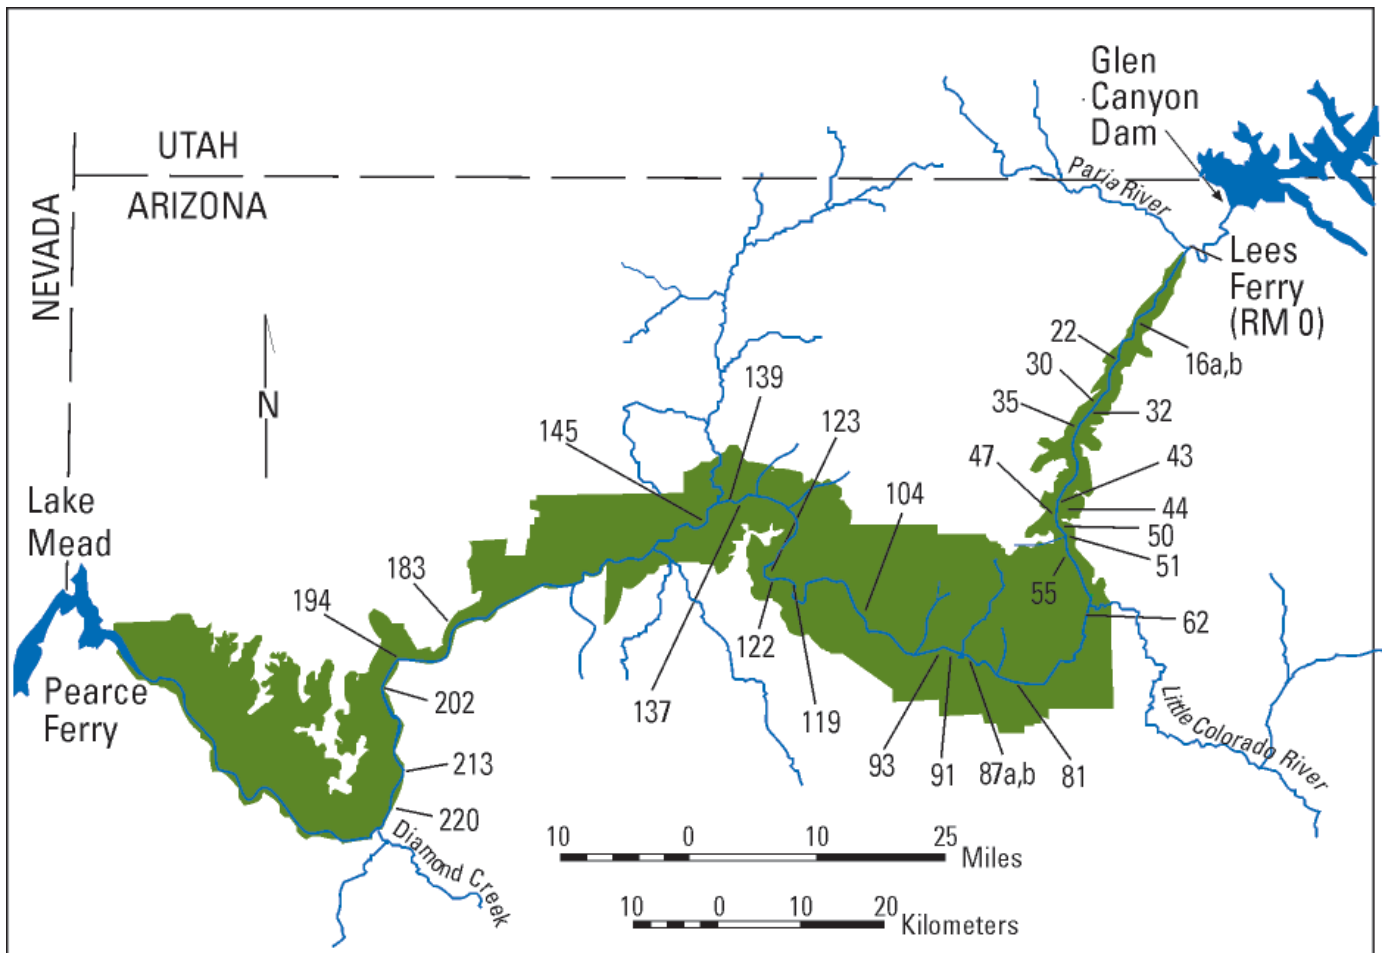 Glen
Canyon
Dam
UTAH
ARIZONA
NEVADA
Paria River
Lees
Ferry
(RM 0)
N
22
16a,b
30
32
35
139
123
145
43
47
44
104
50
51
55
183
194
62
Lake
Mead
122
119
137
Pearce
Ferry
202
93
91
87a,b
81
Little Colorado River
213
220
Diamond Creek
10 0 10 25 Miles
10 0 10 20 Kilometers